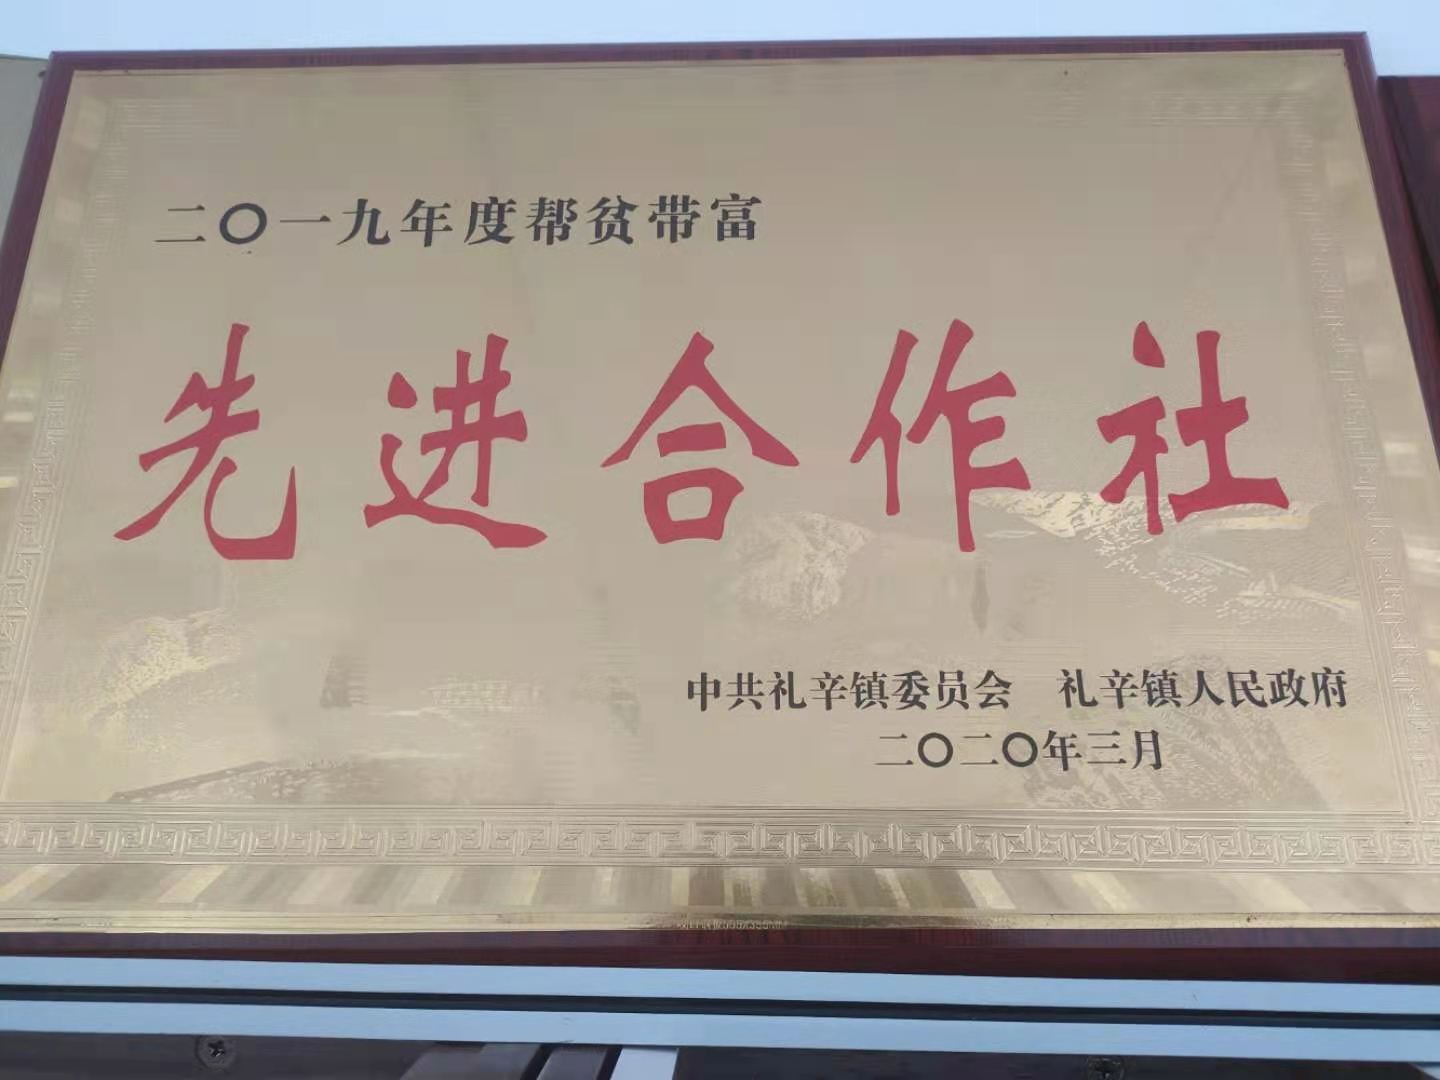 二〇一九年度帮贫带富
先进合作社
中共礼辛镇委员会 礼辛镇人民政府
二〇二〇年三月